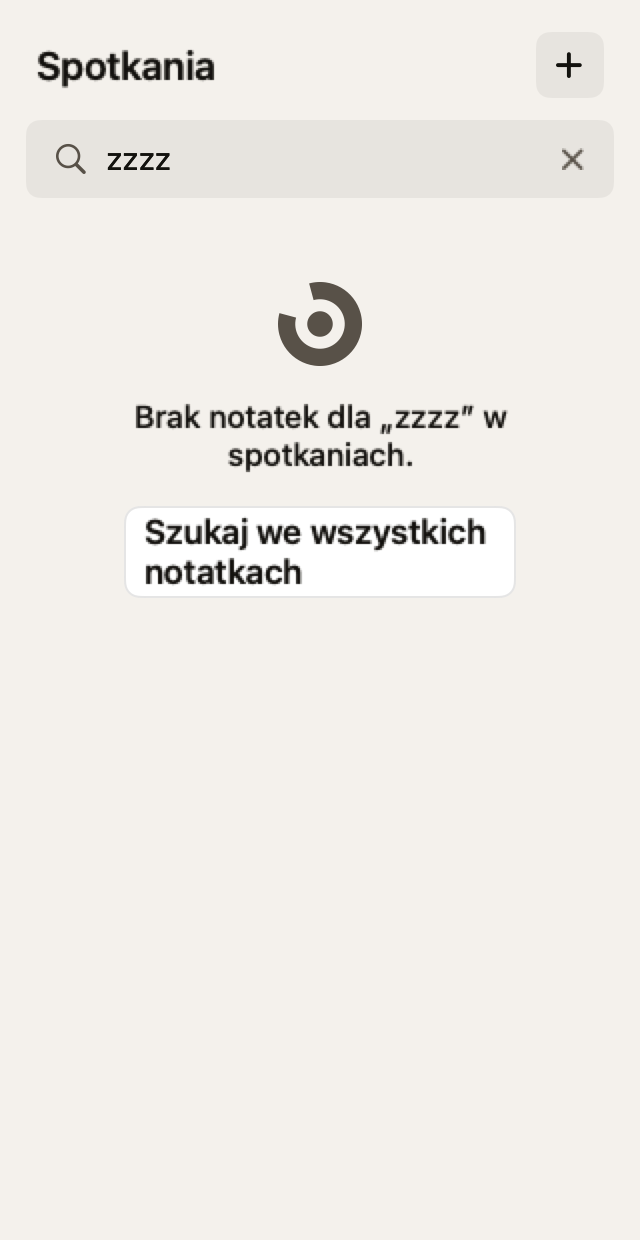 Spotkania
zzzz
Brak notatek dla „zzzz” w
spotkaniach.
Szukaj we wszystkich
notatkach